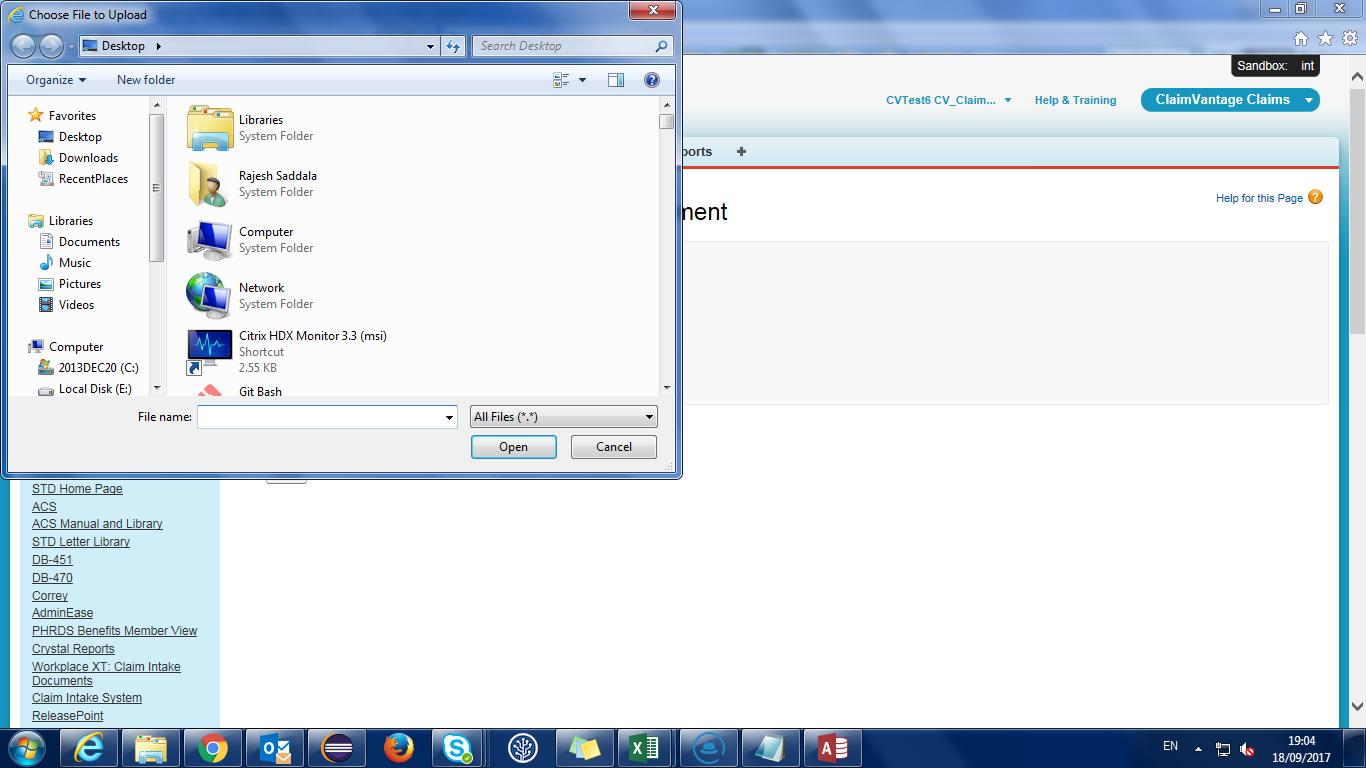 Choose File to Upload
Desktop
Search Desktop
Organize
New folder
Favorites
Desktop
Downloads
RecentPlaces
Libraries
Documents
Music
Pictures
Videos
Computer
2013DEC20 (C:)
Local Disk (E:)
Libraries
System Folder
Rajesh Saddala
System Folder
Computer
System Folder
Network
System Folder
Citrix HDX Monitor 3.3 (msi)
Shortcut
2.55 KB
Git Bash
File name:
All Files (*.*)
Open
Cancel
Sandbox: int
CVTest6 CV_Claim...
Help & Training
ClaimVantage Claims
ports
Help for this Page
ment
STD Home Page
ACS
ACS Manual and Library
STD Letter Library
DB-451
DB-470
Correy
AdminEase
PHRDS Benefits Member View
Crystal Reports
Workplace XT: Claim Intake
Documents
Claim Intake System
ReleasePoint
EN
19:04
18/09/2017